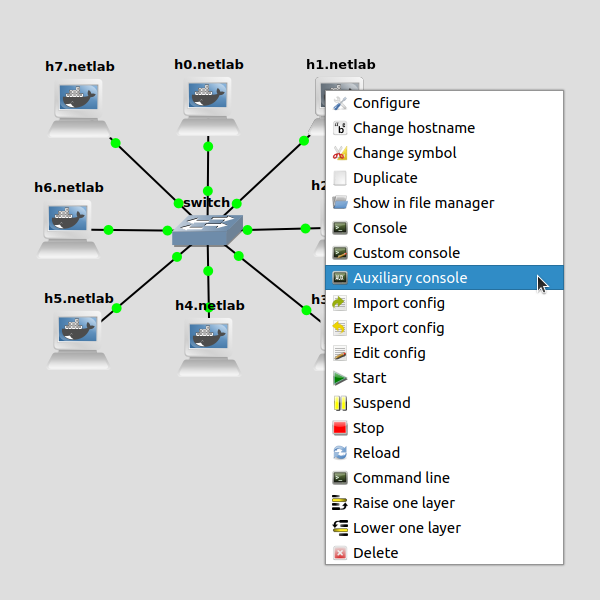 h7.netlab
h0.netlab
h1.netlab
h6.netlab
switch
h5.netlab
h4.netlab
Configure
Change hostname
Change symbol
Duplicate
Show in file manager
Console
Custom console
Auxiliary console
Import config
Export config
Edit config
Start
Suspend
Stop
Reload
Command line
Raise one layer
Lower one layer
Delete